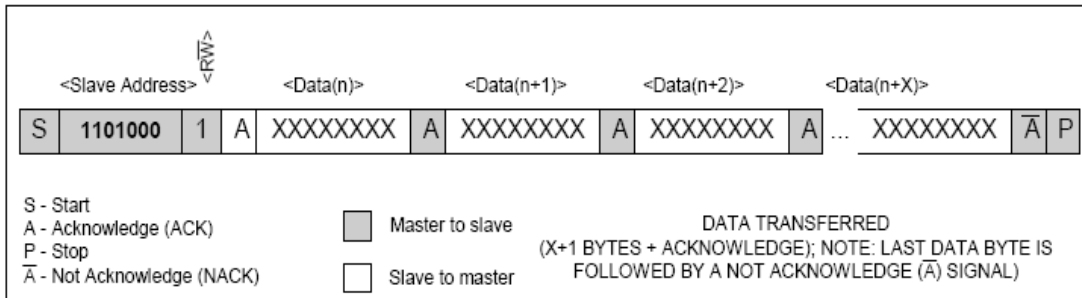 <RW̅>
<Slave Address> <Data(n)> <Data(n+1)> <Data(n+2)> <Data(n+X)>
S 1101000 1 A XXXXXXXX A XXXXXXXX A XXXXXXXX A ... XXXXXXXX A̅ P
S - Start
A - Acknowledge (ACK)
P - Stop
A̅ - Not Acknowledge (NACK)
Master to slave
Slave to master
DATA TRANSFERRED
(X+1 BYTES + ACKNOWLEDGE); NOTE: LAST DATA BYTE IS
FOLLOWED BY A NOT ACKNOWLEDGE (A̅) SIGNAL)